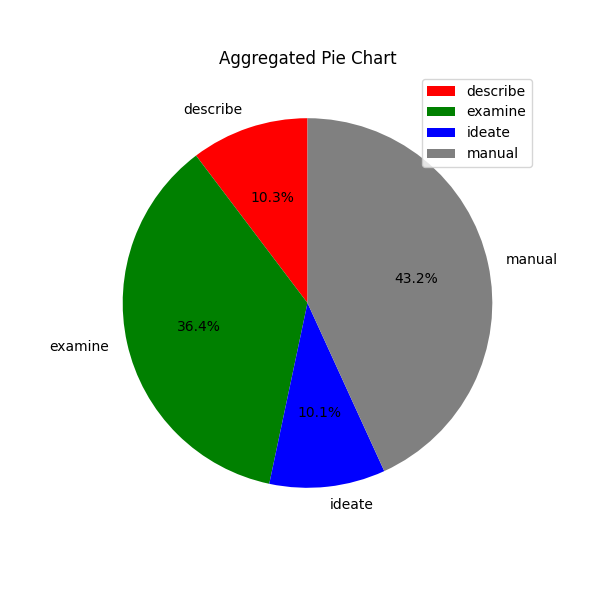 Aggregated Pie Chart
describe
examine
ideate
manual
describe
10.3%
manual
43.2%
36.4%
examine
10.1%
ideate